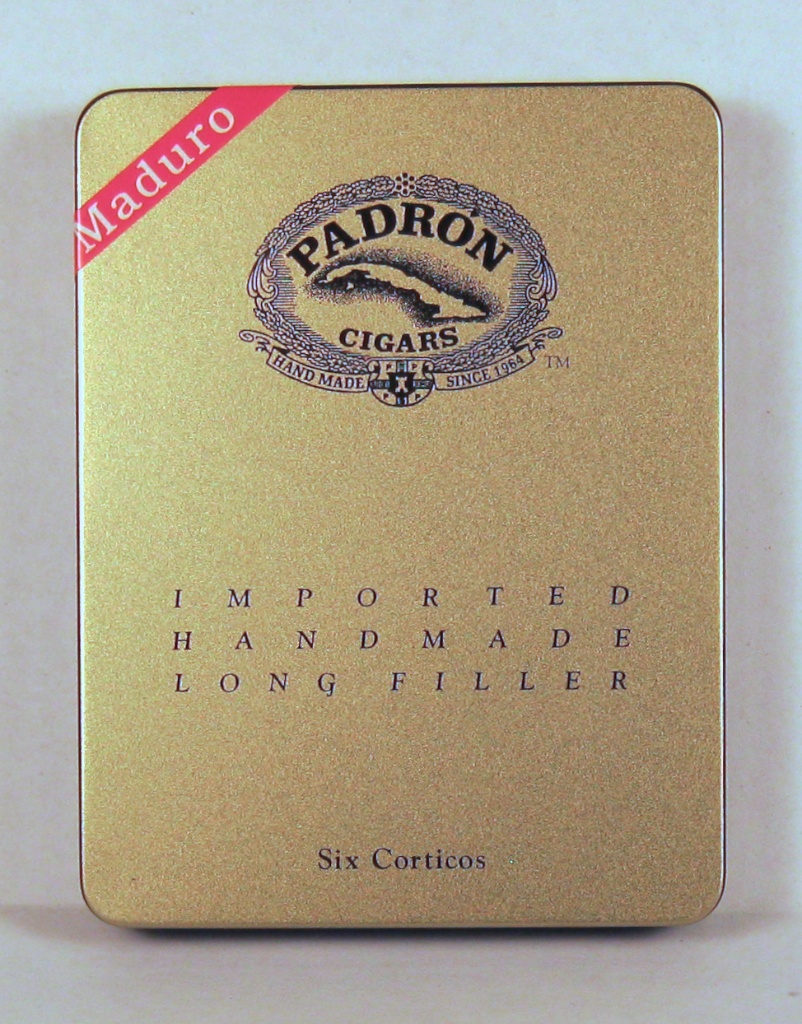 Maduro
PADRÓN
CIGARS
HAND MADE SINCE 1964 TM
IMPORTED
HANDMADE
LONG FILLER
Six Corticos